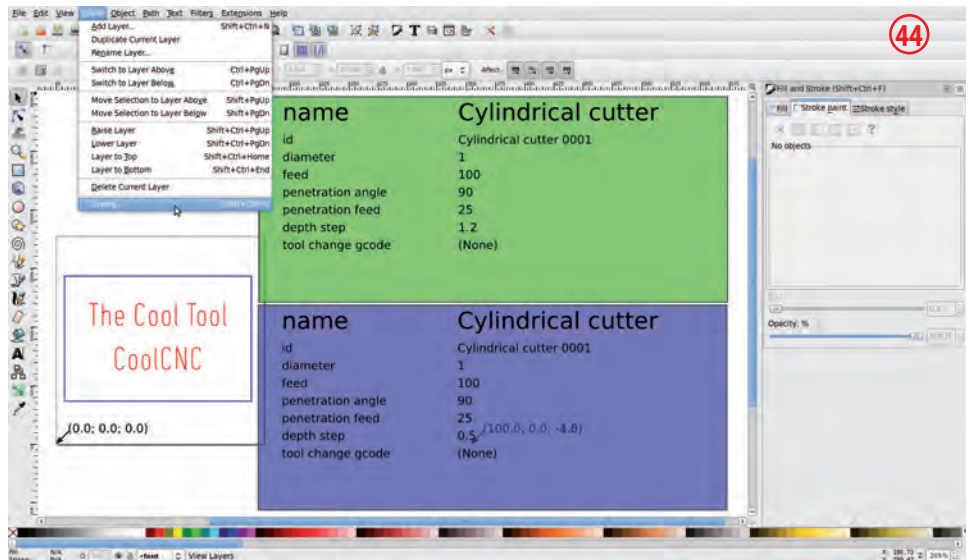 File Edit View Layer Object Path Text Filters Extensions Help
44
Add Layer... Shift+Ctrl+N
Duplicate Current Layer
Rename Layer...
Switch to Layer Above Ctrl+PgUp
Switch to Layer Below Ctrl+PgDn
Move Selection to Layer Above Shift+PgUp
Move Selection to Layer Below Shift+PgDn
Raise Layer Shift+Ctrl+PgUp
Lower Layer Shift+Ctrl+PgDn
Layer to Top Shift+Ctrl+Home
Layer to Bottom Shift+Ctrl+End
Delete Current Layer
Layers...
px Affect:
Fill and Stroke (Shift+Ctrl+F)
Fill Stroke paint Stroke style
No objects
Opacity, %
name Cylindrical cutter
id Cylindrical cutter 0001
diameter 1
feed 100
penetration angle 90
penetration feed 25
depth step 1.2
tool change gcode (None)
The Cool Tool
CoolCNC
(0.0; 0.0; 0.0)
name Cylindrical cutter
id Cylindrical cutter 0001
diameter 1
feed 100
penetration angle 90
penetration feed 25
depth step 0.5
(100.0; 0.0;
tool change gcode (None)
N/A
N/A
View Layers